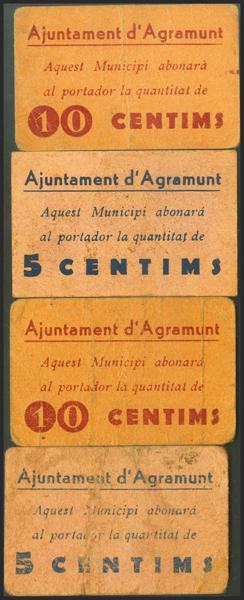 Ajuntament d'Agramunt
Aquest Municipi abonará
al portador la quantitat de
10 CENTIMS
Ajuntament d'Agramunt
Aquest Municipi abonará
al portador la quantitat de
5 CENTIMS
Ajuntament d'Agramunt
Aquest Municipi abonará
al portador la quantitat de
10 CENTIMS
Ajuntament d'Agramunt
Aquest Municipi abonará
al portador la quantitat de
5 CENTIMS